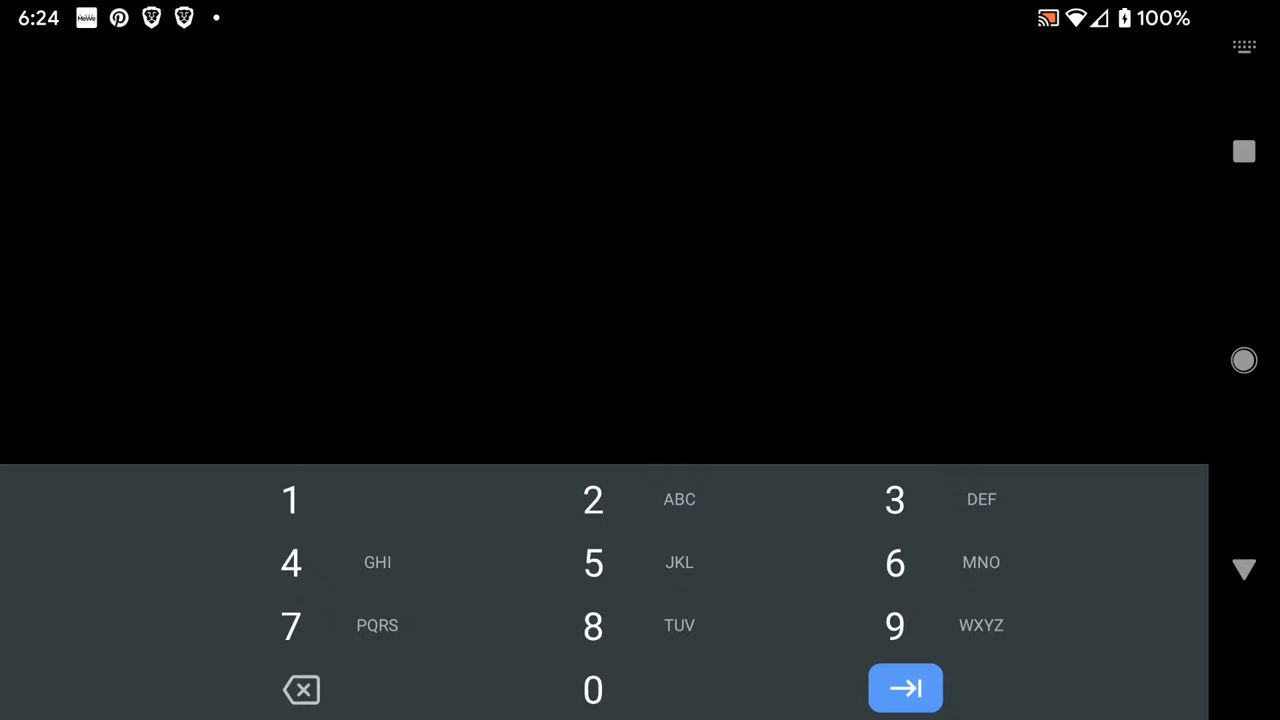 6:24 MeWe 100%
1 2 ABC 3 DEF
4 GHI 5 JKL 6 MNO
7 PQRS 8 TUV 9 WXYZ
0